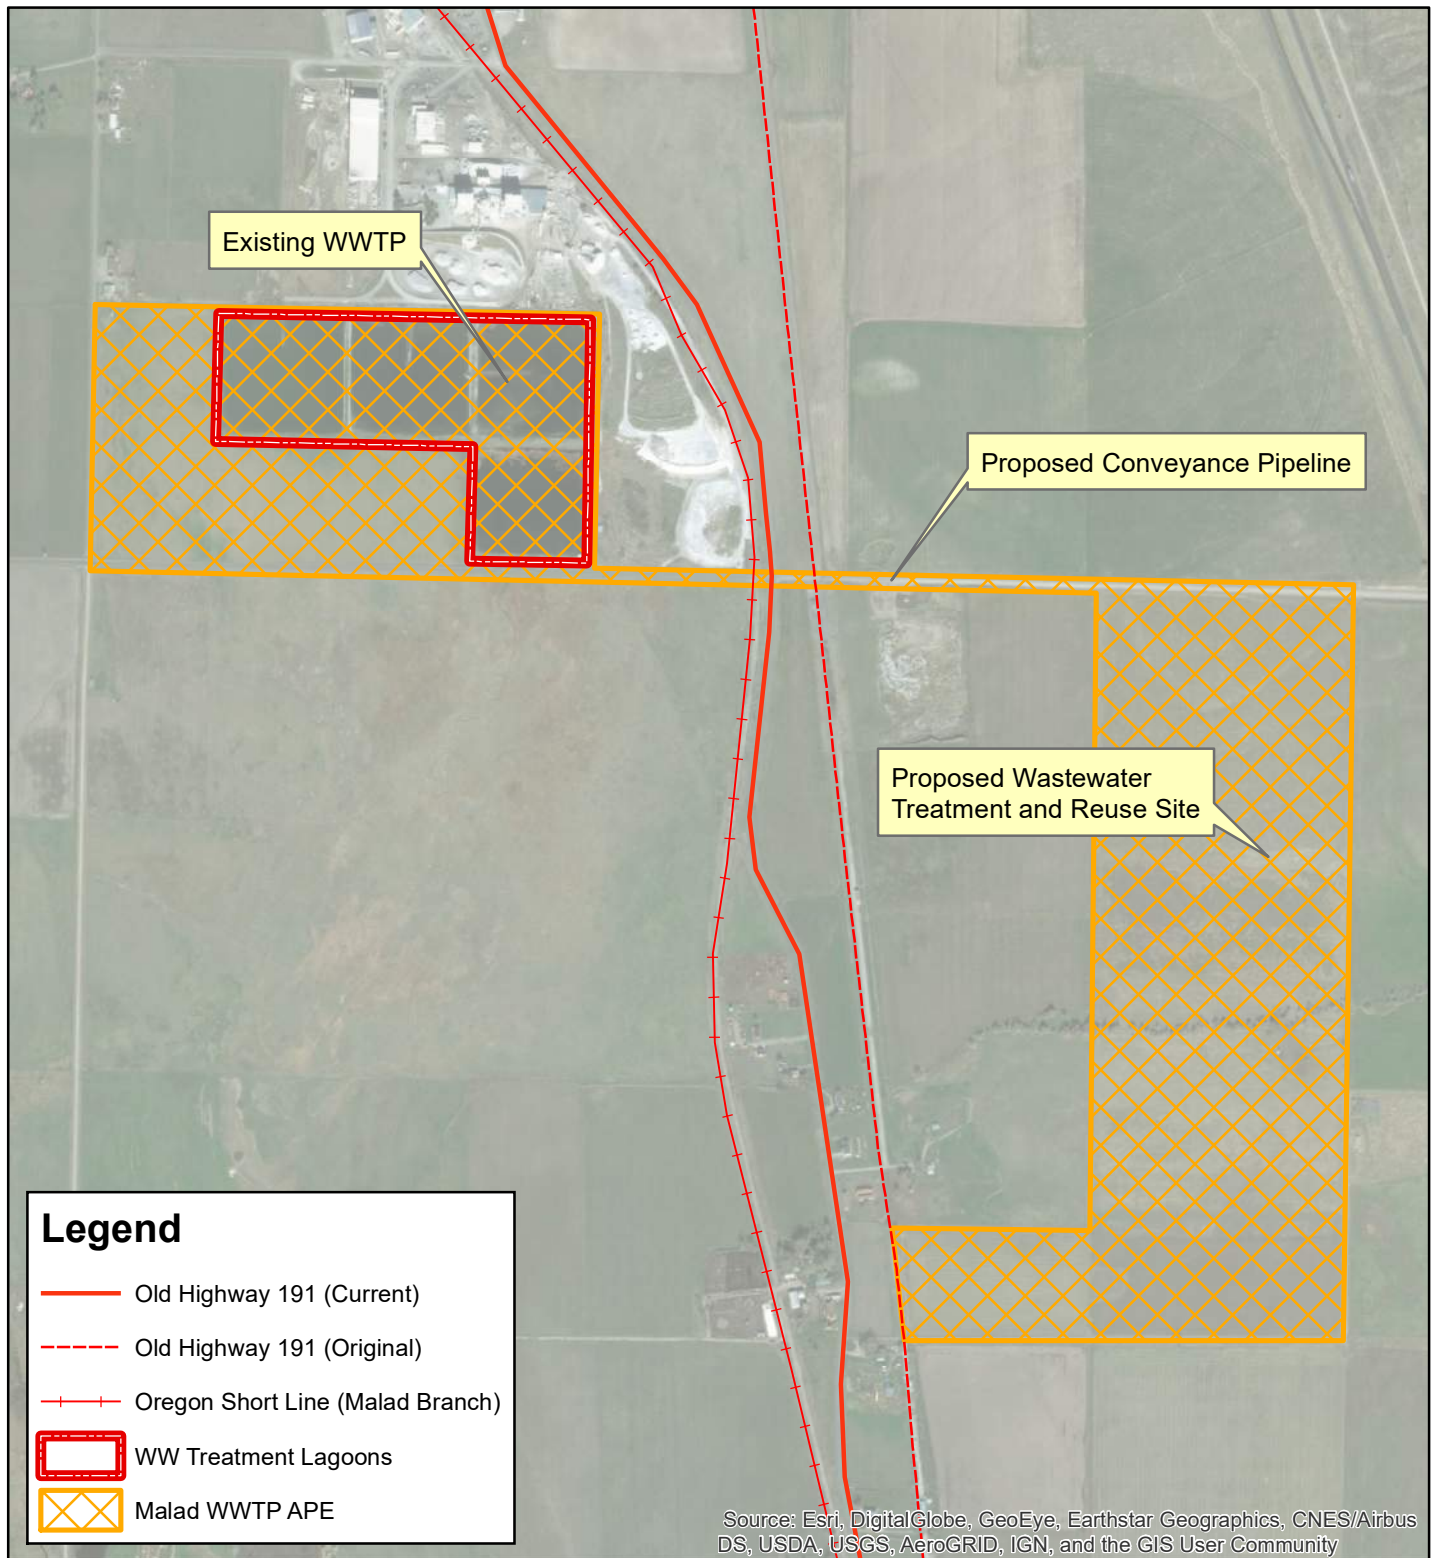 Existing WWTP
Proposed Conveyance Pipeline
Proposed Wastewater
Treatment and Reuse Site
Legend
Old Highway 191 (Current)
Old Highway 191 (Original)
Oregon Short Line (Malad Branch)
WW Treatment Lagoons
Malad WWTP APE
Source: Esri, DigitalGlobe, GeoEye, Earthstar Geographics, CNES/Airbus
DS, USDA, USGS, AeroGRID, IGN, and the GIS User Community